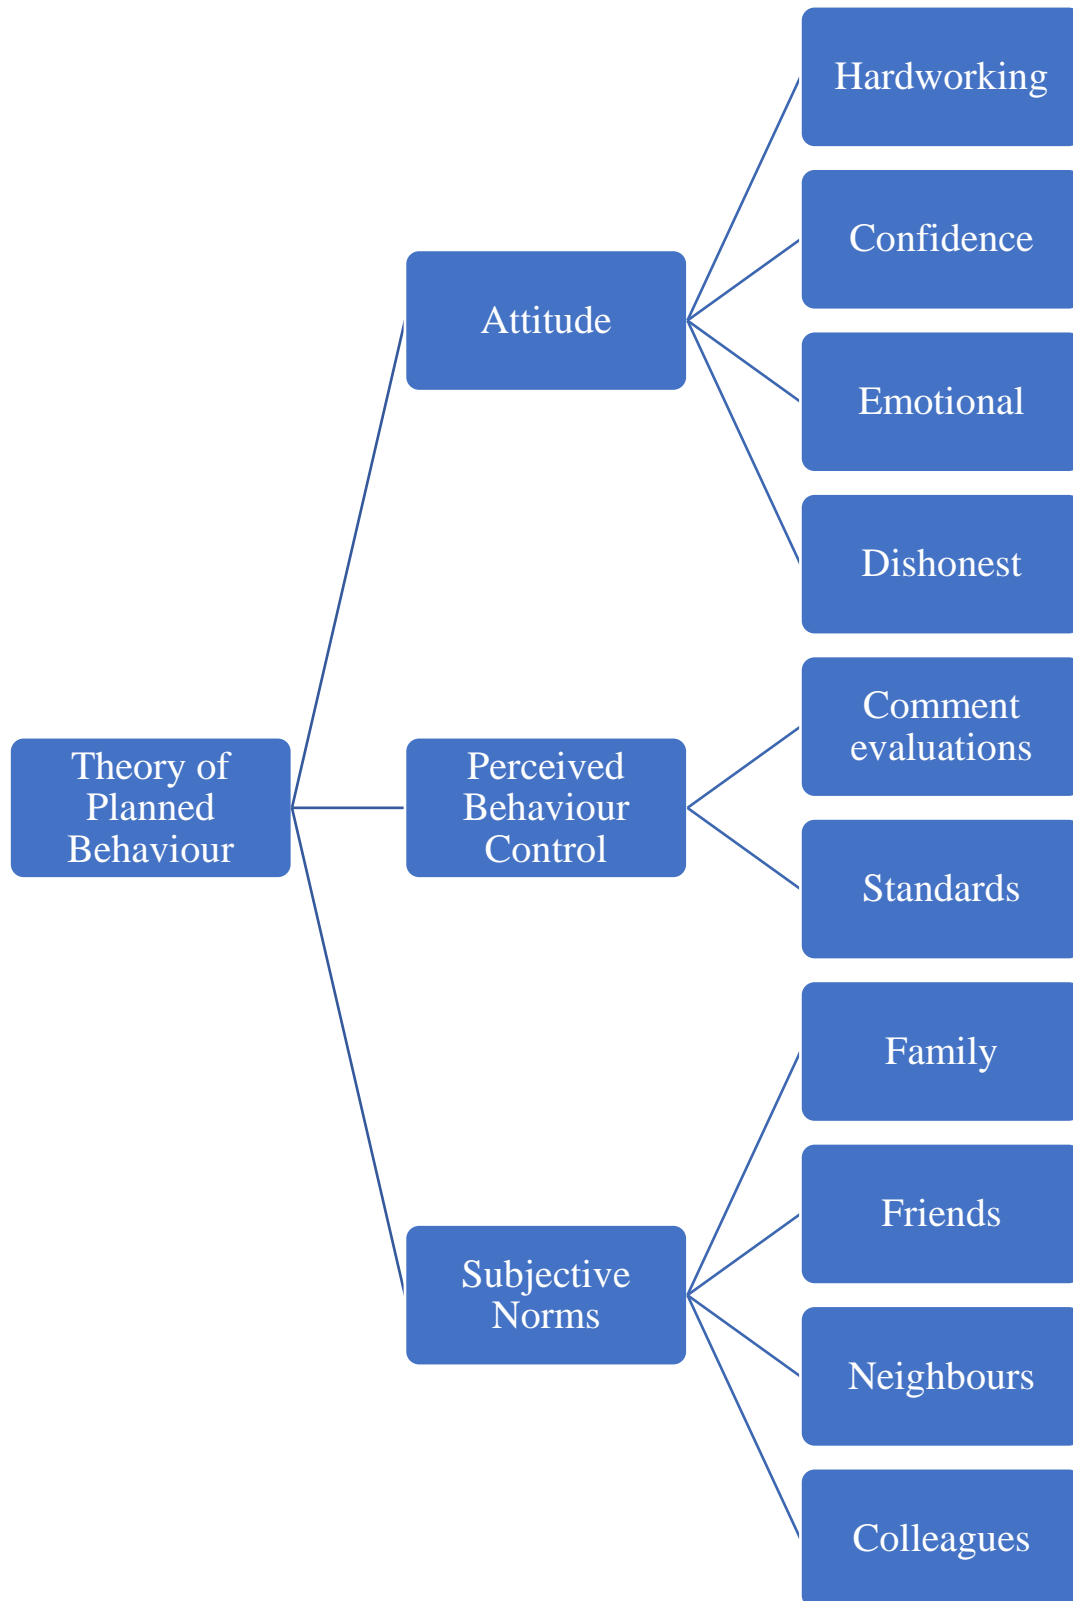 Hardworking
Confidence
Attitude
Emotional
Dishonest
Comment
evaluations
Theory of
Planned
Behaviour
Perceived
Behaviour
Control
Standards
Family
Friends
Subjective
Norms
Neighbours
Colleagues